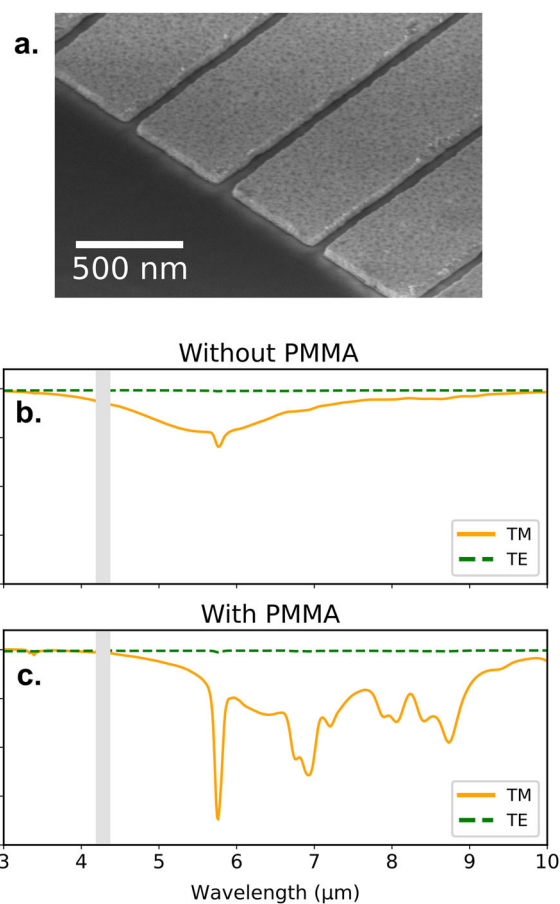 a.
500 nm
Without PMMA
b.
TM
TE
With PMMA
c.
TM
TE
3 4 5 6 7 8 9 10
Wavelength (μm)